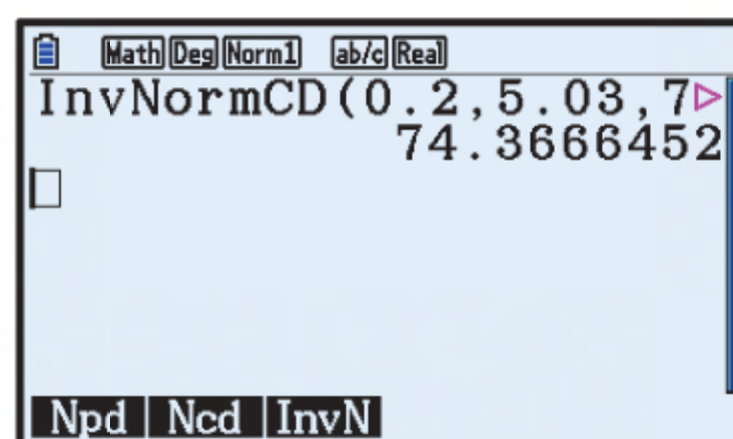 Math Deg Norm1 ab/c Real
InvNormCD(0.2,5.03,7
74.3666452
Npd Ncd InvN